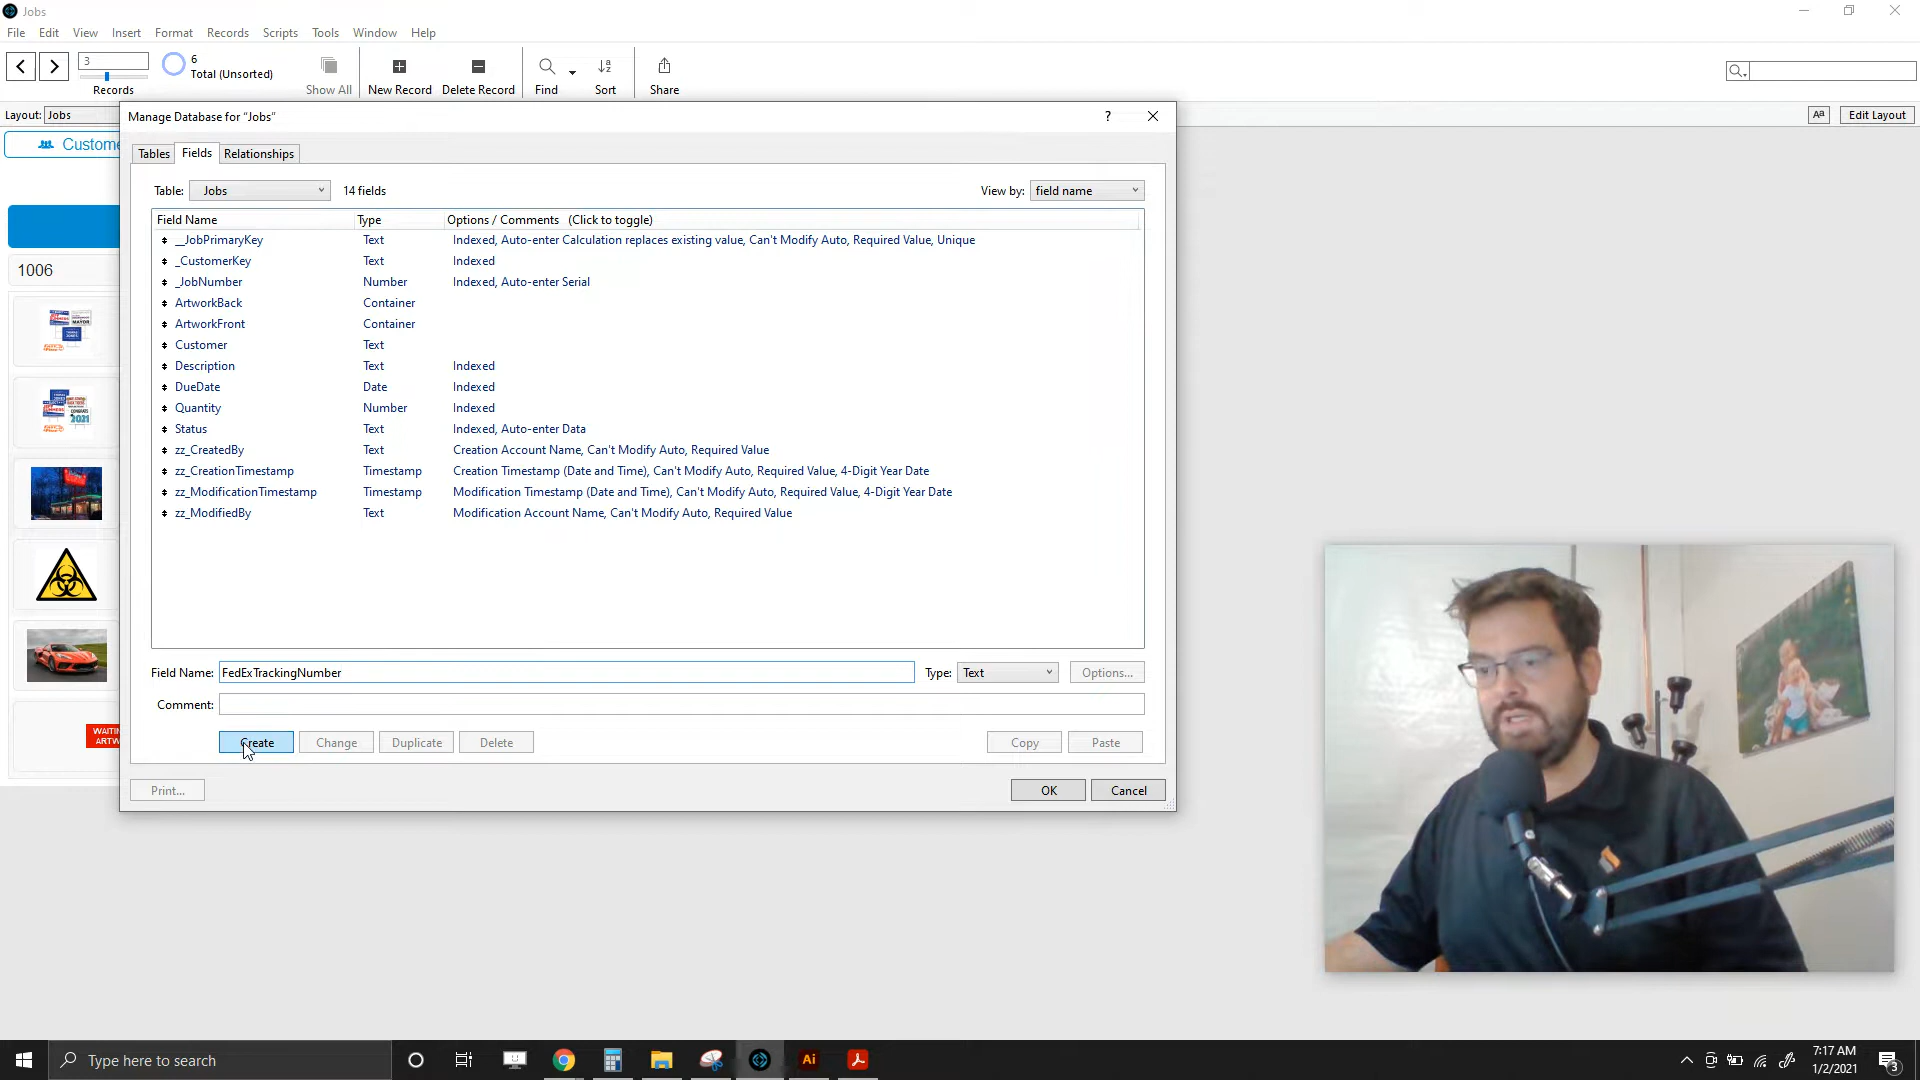 Jobs
File Edit View Insert Format Records Scripts Tools Window Help
3
6
Total (Unsorted)
Records
Show All
New Record
Delete Record
Find
Sort
Share
Layout: Jobs
Aa
Edit Layout
Custome
1006
WAITIN
ARTW
Manage Database for “Jobs”
?
Tables Fields Relationships
Table: Jobs 14 fields View by: field name
Field Name Type Options / Comments (Click to toggle)
__JobPrimaryKey Text Indexed, Auto-enter Calculation replaces existing value, Can't Modify Auto, Required Value, Unique
_CustomerKey Text Indexed
_JobNumber Number Indexed, Auto-enter Serial
ArtworkBack Container
ArtworkFront Container
Customer Text
Description Text Indexed
DueDate Date Indexed
Quantity Number Indexed
Status Text Indexed, Auto-enter Data
zz_CreatedBy Text Creation Account Name, Can't Modify Auto, Required Value
zz_CreationTimestamp Timestamp Creation Timestamp (Date and Time), Can't Modify Auto, Required Value, 4-Digit Year Date
zz_ModificationTimestamp Timestamp Modification Timestamp (Date and Time), Can't Modify Auto, Required Value, 4-Digit Year Date
zz_ModifiedBy Text Modification Account Name, Can't Modify Auto, Required Value
Field Name: FedExTrackingNumber Type: Text Options...
Comment:
Create Change Duplicate Delete Copy Paste
Print... OK Cancel
Type here to search
Ai
7:17 AM
1/2/2021
3